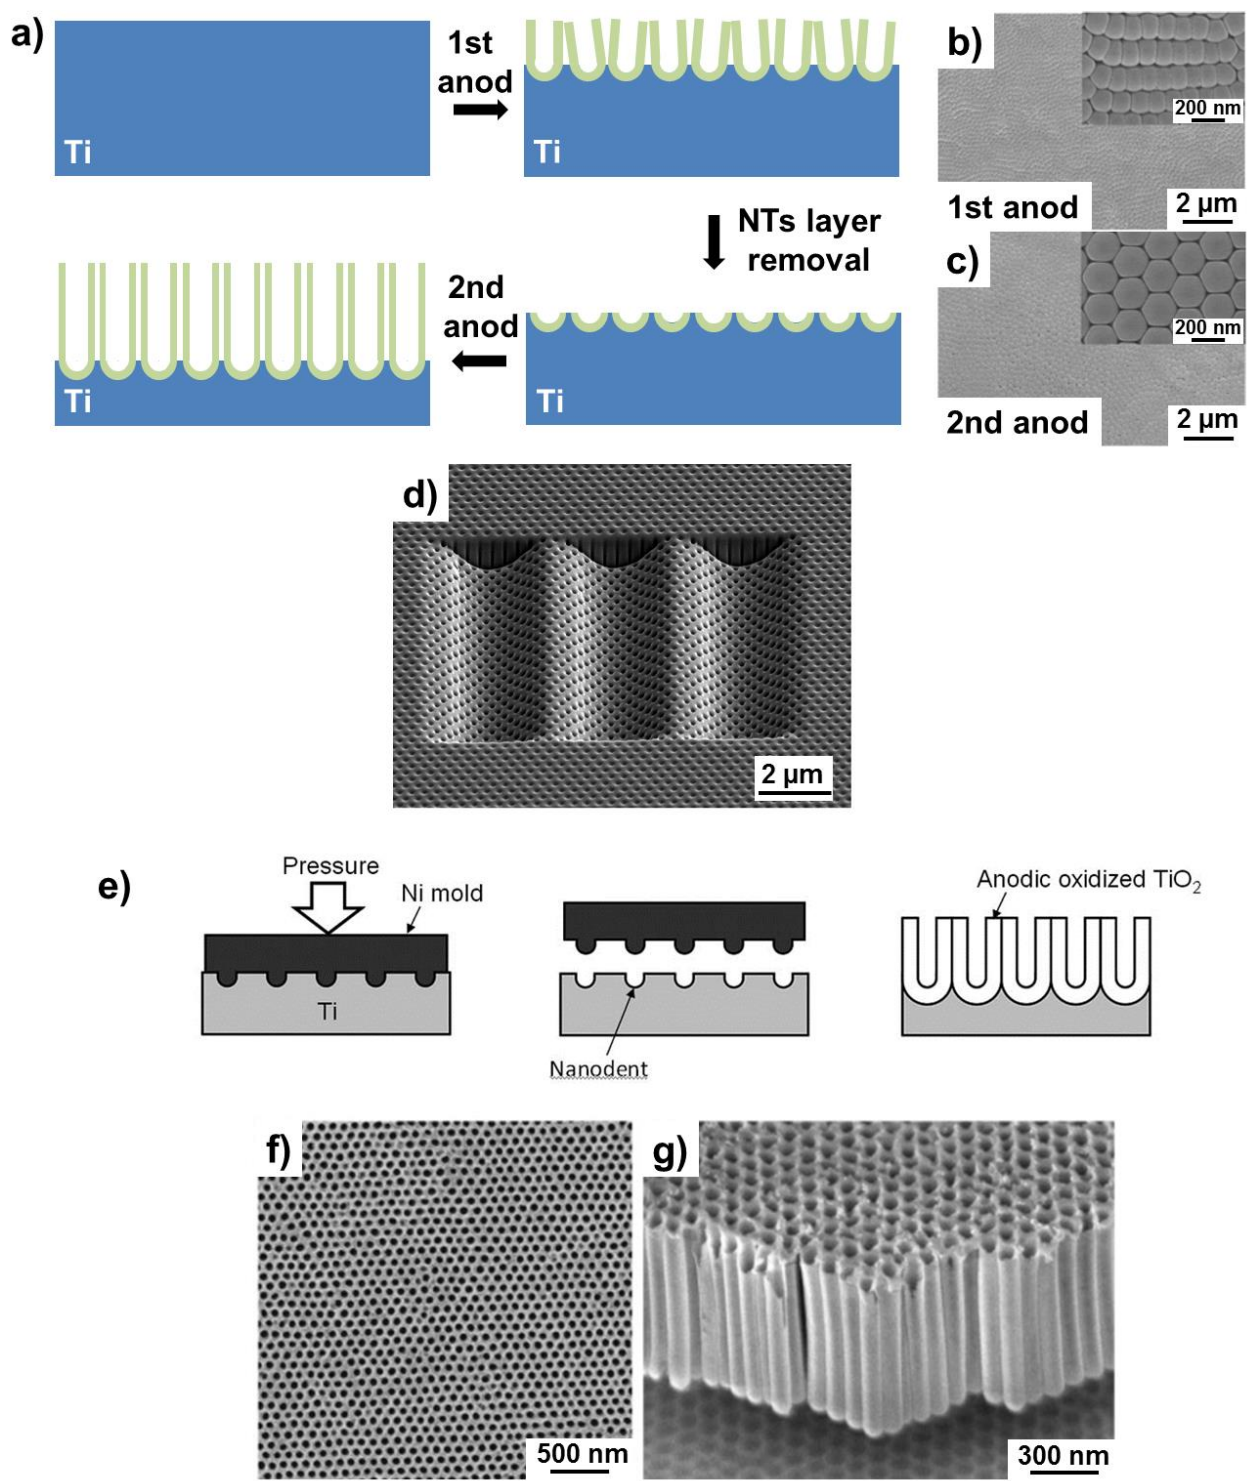 a)
Ti
1st
anod
Ti
NTs layer
removal
Ti
2nd
anod
Ti
b)
200 nm
1st anod
2 µm
c)
200 nm
2nd anod
2 µm
d)
2 µm
e)
Pressure
Ni mold
Ti
Nanodent
Anodic oxidized TiO₂
f)
500 nm
g)
300 nm